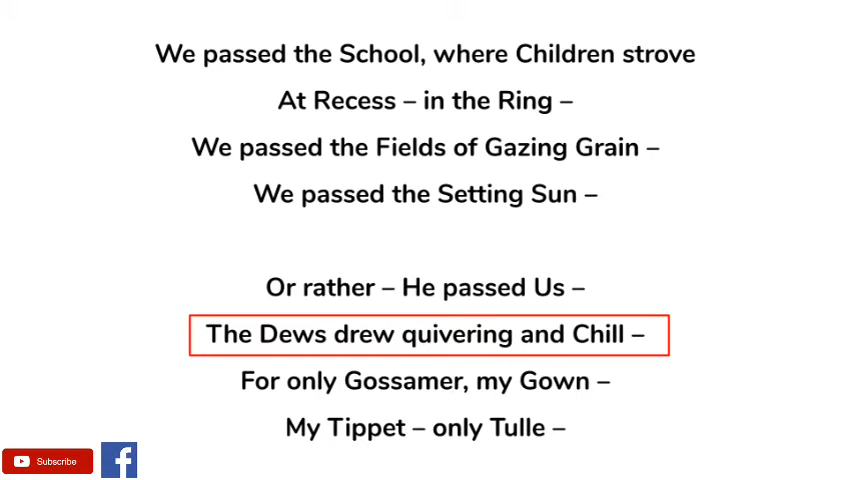 We passed the School, where Children strove
At Recess – in the Ring –
We passed the Fields of Gazing Grain –
We passed the Setting Sun –
Or rather – He passed Us –
The Dews drew quivering and Chill –
For only Gossamer, my Gown –
My Tippet – only Tulle –
Subscribe